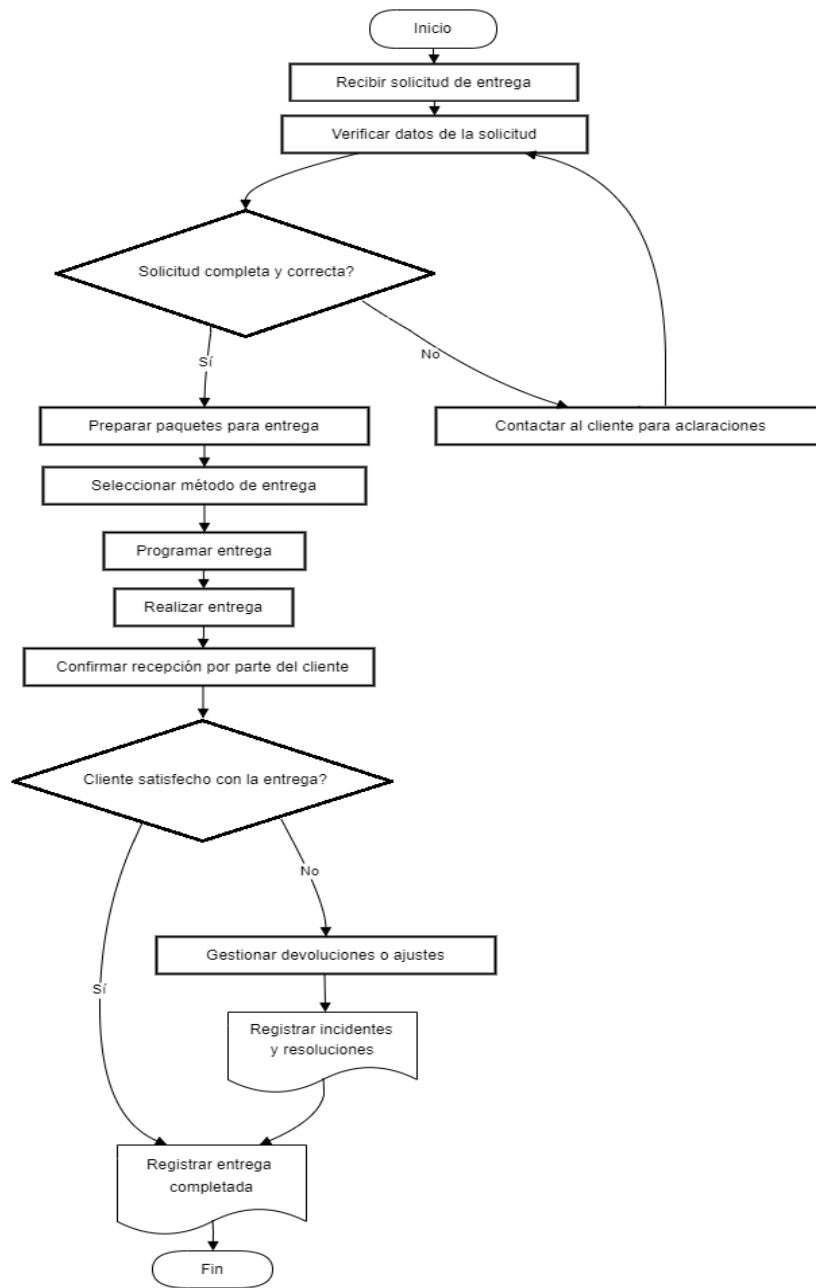 Inicio
Recibir solicitud de entrega
Verificar datos de la solicitud
Solicitud completa y correcta?
Sí
No
Preparar paquetes para entrega
Contactar al cliente para aclaraciones
Seleccionar método de entrega
Programar entrega
Realizar entrega
Confirmar recepción por parte del cliente
Cliente satisfecho con la entrega?
No
Gestionar devoluciones o ajustes
Sí
Registrar incidentes
y resoluciones
Registrar entrega
completada
Fin